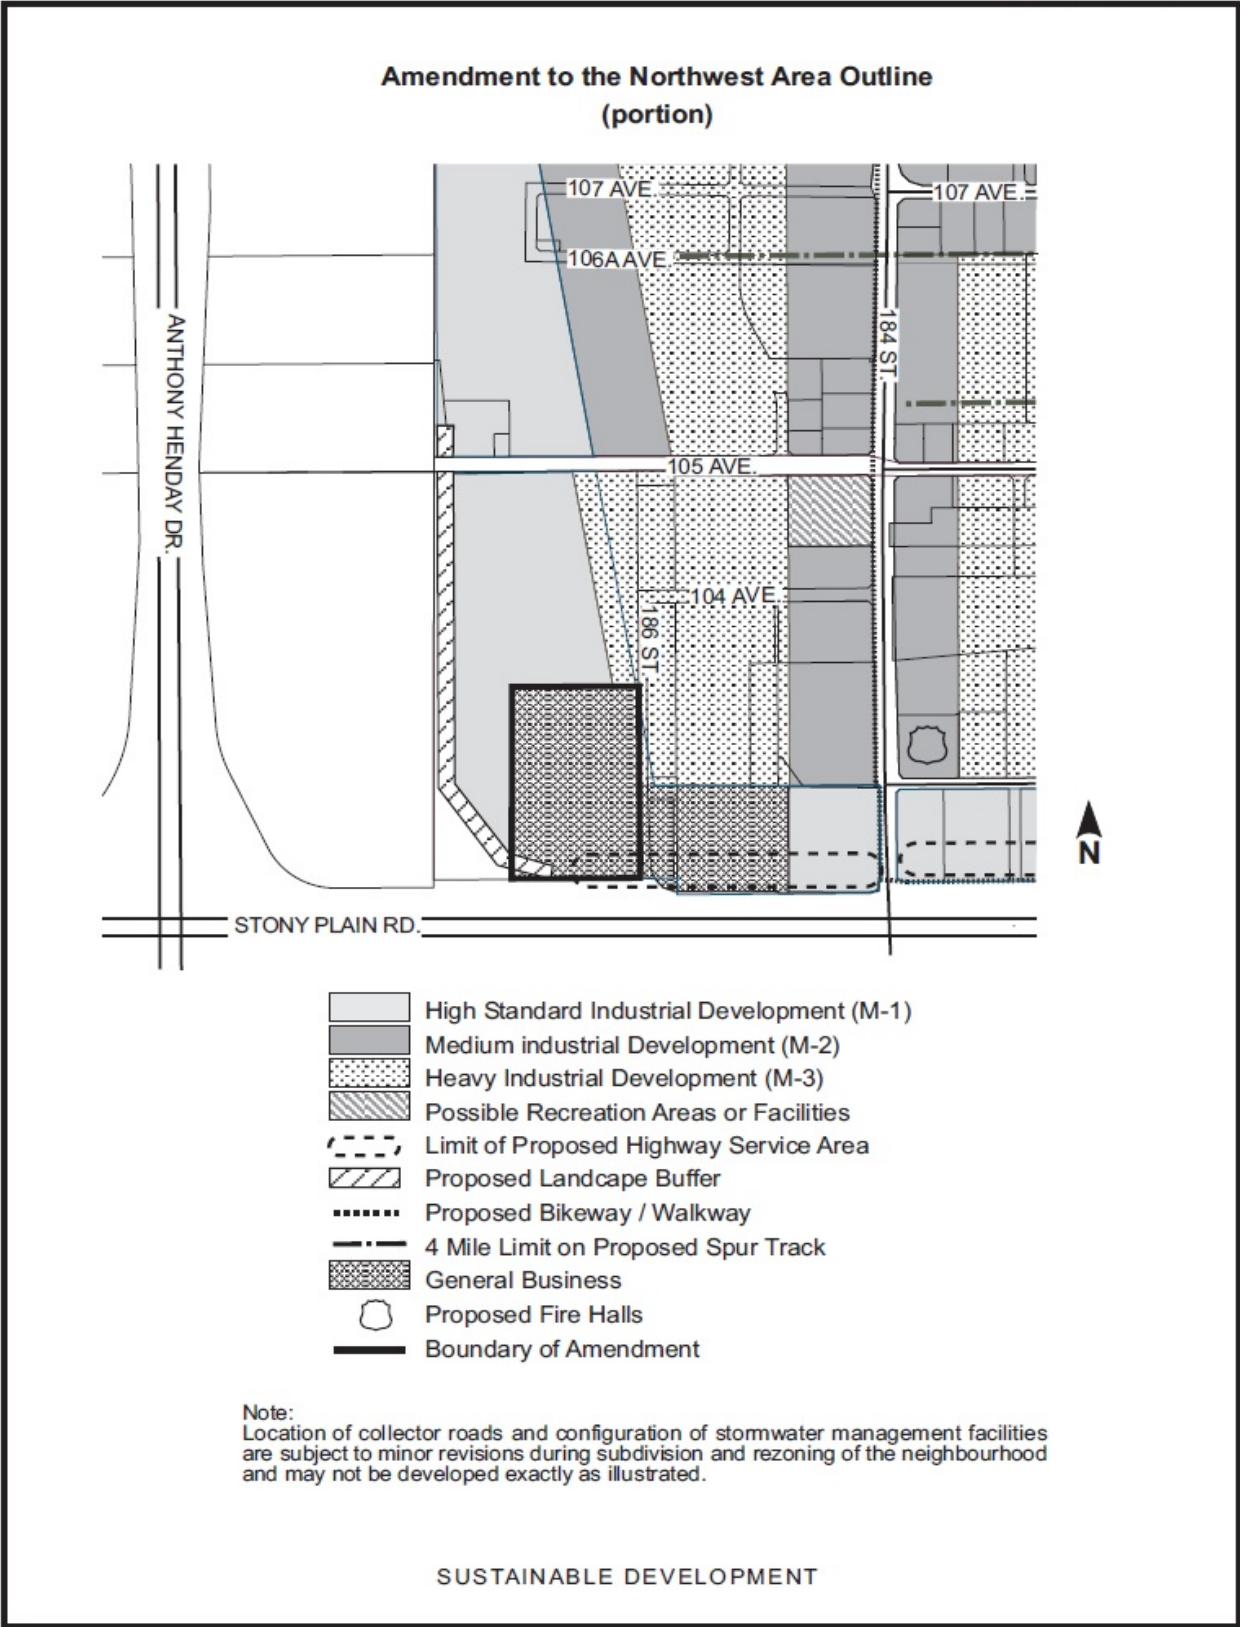 Amendment to the Northwest Area Outline
(portion)
107 AVE.
107 AVE.
106A AVE.
184 ST.
ANTHONY HENDAY DR.
105 AVE.
104 AVE.
186 ST.
N
STONY PLAIN RD.
High Standard Industrial Development (M-1)
Medium industrial Development (M-2)
Heavy Industrial Development (M-3)
Possible Recreation Areas or Facilities
Limit of Proposed Highway Service Area
Proposed Landcape Buffer
Proposed Bikeway / Walkway
4 Mile Limit on Proposed Spur Track
General Business
Proposed Fire Halls
Boundary of Amendment
Note:
Location of collector roads and configuration of stormwater management facilities
are subject to minor revisions during subdivision and rezoning of the neighbourhood
and may not be developed exactly as illustrated.
SUSTAINABLE DEVELOPMENT